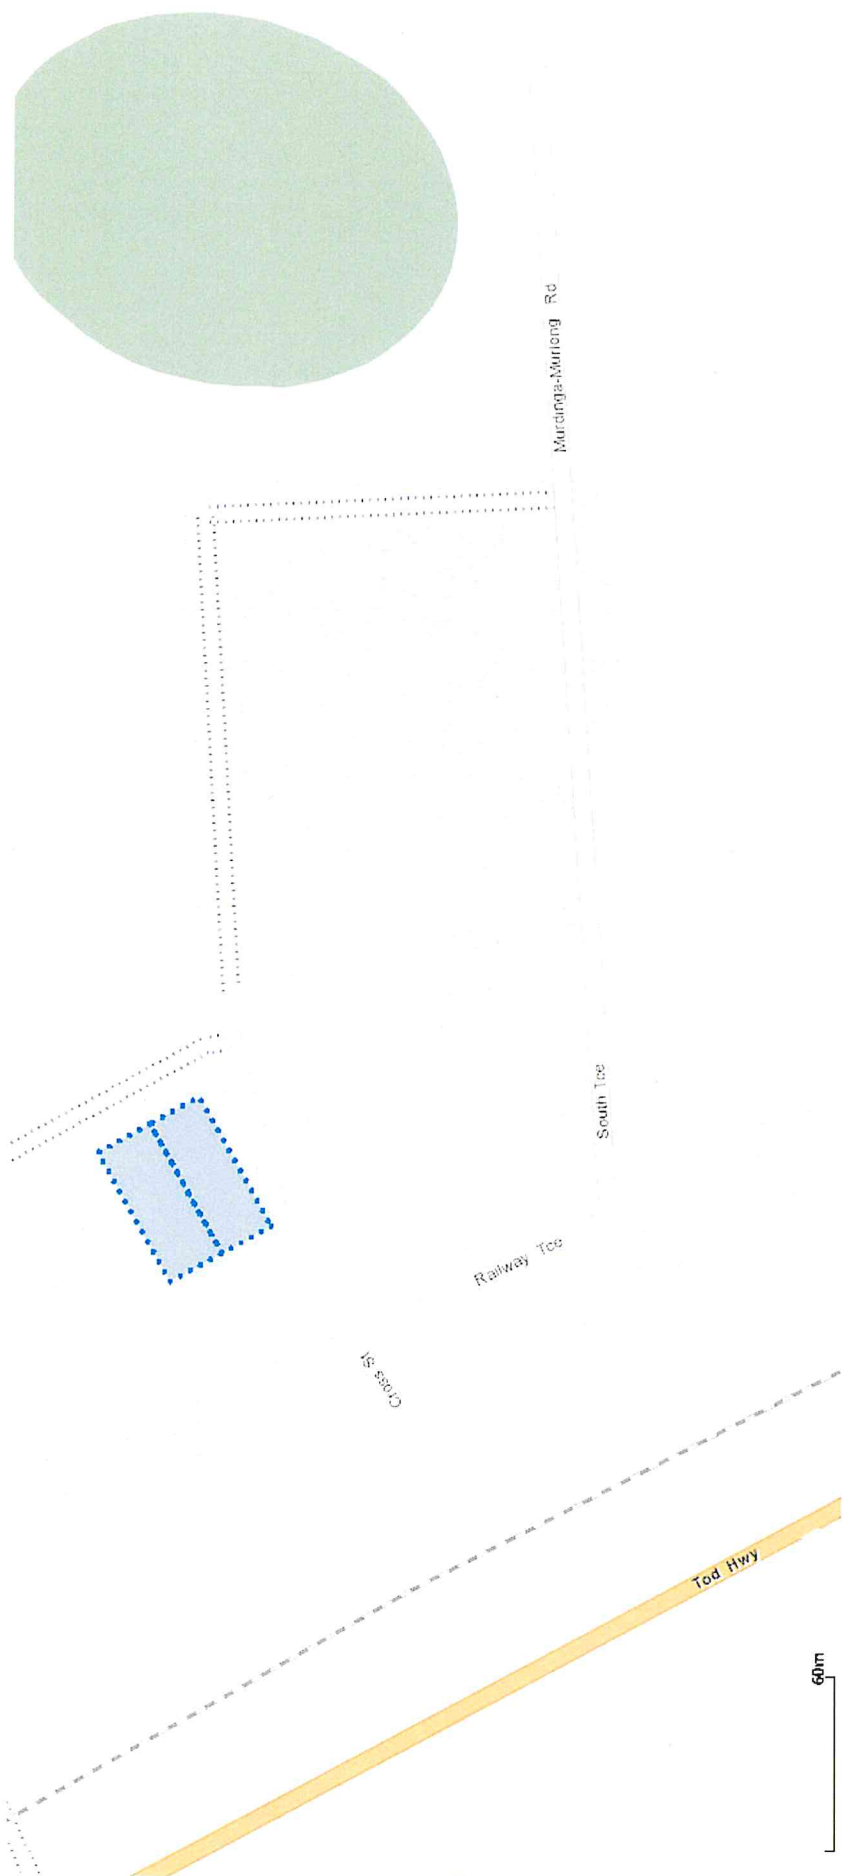 Murdinga-Murlong Rd
South Tce
Railway Tce
Cross St
Tod Hwy
60m